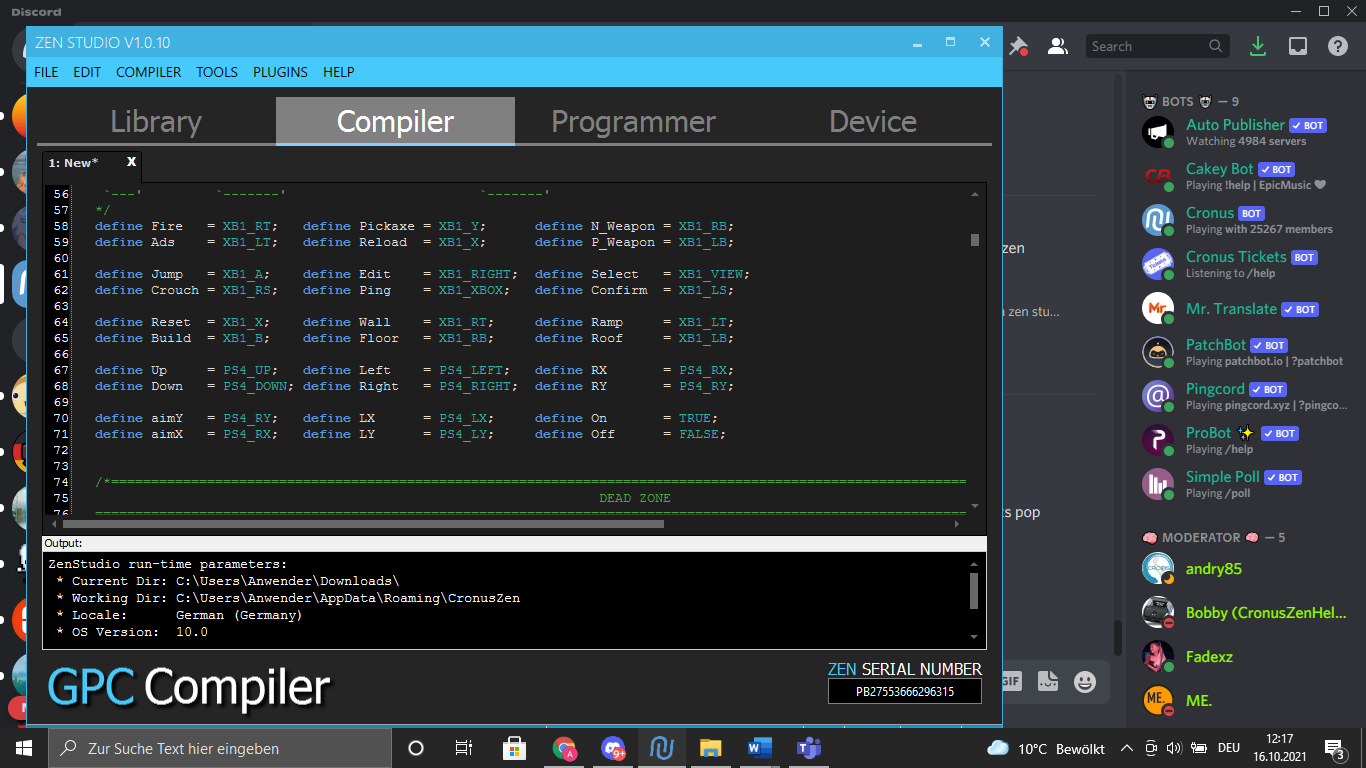 Discord
ZEN STUDIO V1.0.10
FILE EDIT COMPILER TOOLS PLUGINS HELP
Library Compiler Programmer Device
1: New* X
56 `---' `-------' `-------'
57 */
58 define Fire = XB1_RT; define Pickaxe = XB1_Y; define N_Weapon = XB1_RB;
59 define Ads = XB1_LT; define Reload = XB1_X; define P_Weapon = XB1_LB;
60
61 define Jump = XB1_A; define Edit = XB1_RIGHT; define Select = XB1_VIEW;
62 define Crouch = XB1_RS; define Ping = XB1_XBOX; define Confirm = XB1_LS;
63
64 define Reset = XB1_X; define Wall = XB1_RT; define Ramp = XB1_LT;
65 define Build = XB1_B; define Floor = XB1_RB; define Roof = XB1_LB;
66
67 define Up = PS4_UP; define Left = PS4_LEFT; define RX = PS4_RX;
68 define Down = PS4_DOWN; define Right = PS4_RIGHT; define RY = PS4_RY;
69
70 define aimY = PS4_RY; define LX = PS4_LX; define On = TRUE;
71 define aimX = PS4_RX; define LY = PS4_LY; define Off = FALSE;
72
73
74 /*===========================================================================================================
75 DEAD ZONE
76 =============================================================================================================
Output:
ZenStudio run-time parameters:
* Current Dir: C:\Users\Anwender\Downloads\
* Working Dir: C:\Users\Anwender\AppData\Roaming\CronusZen
* Locale: German (Germany)
* OS Version: 10.0
GPC Compiler
ZEN SERIAL NUMBER
PB27553666296315
Search
zen
zen stu...
s pop
GIF
BOTS — 9
Auto Publisher BOT
Watching 4984 servers
Cakey Bot BOT
Playing !help | EpicMusic
Cronus BOT
Playing with 25267 members
Cronus Tickets BOT
Listening to /help
Mr. Translate BOT
PatchBot BOT
Playing patchbot.io | ?patchbot
Pingcord BOT
Playing pingcord.xyz | ?pingco...
ProBot BOT
Playing /help
Simple Poll BOT
Playing /poll
MODERATOR — 5
andry85
Bobby (CronusZenHel...
Fadexz
ME.
ME.
Zur Suche Text hier eingeben
A
9+
10°C Bewölkt
DEU
12:17
16.10.2021
3